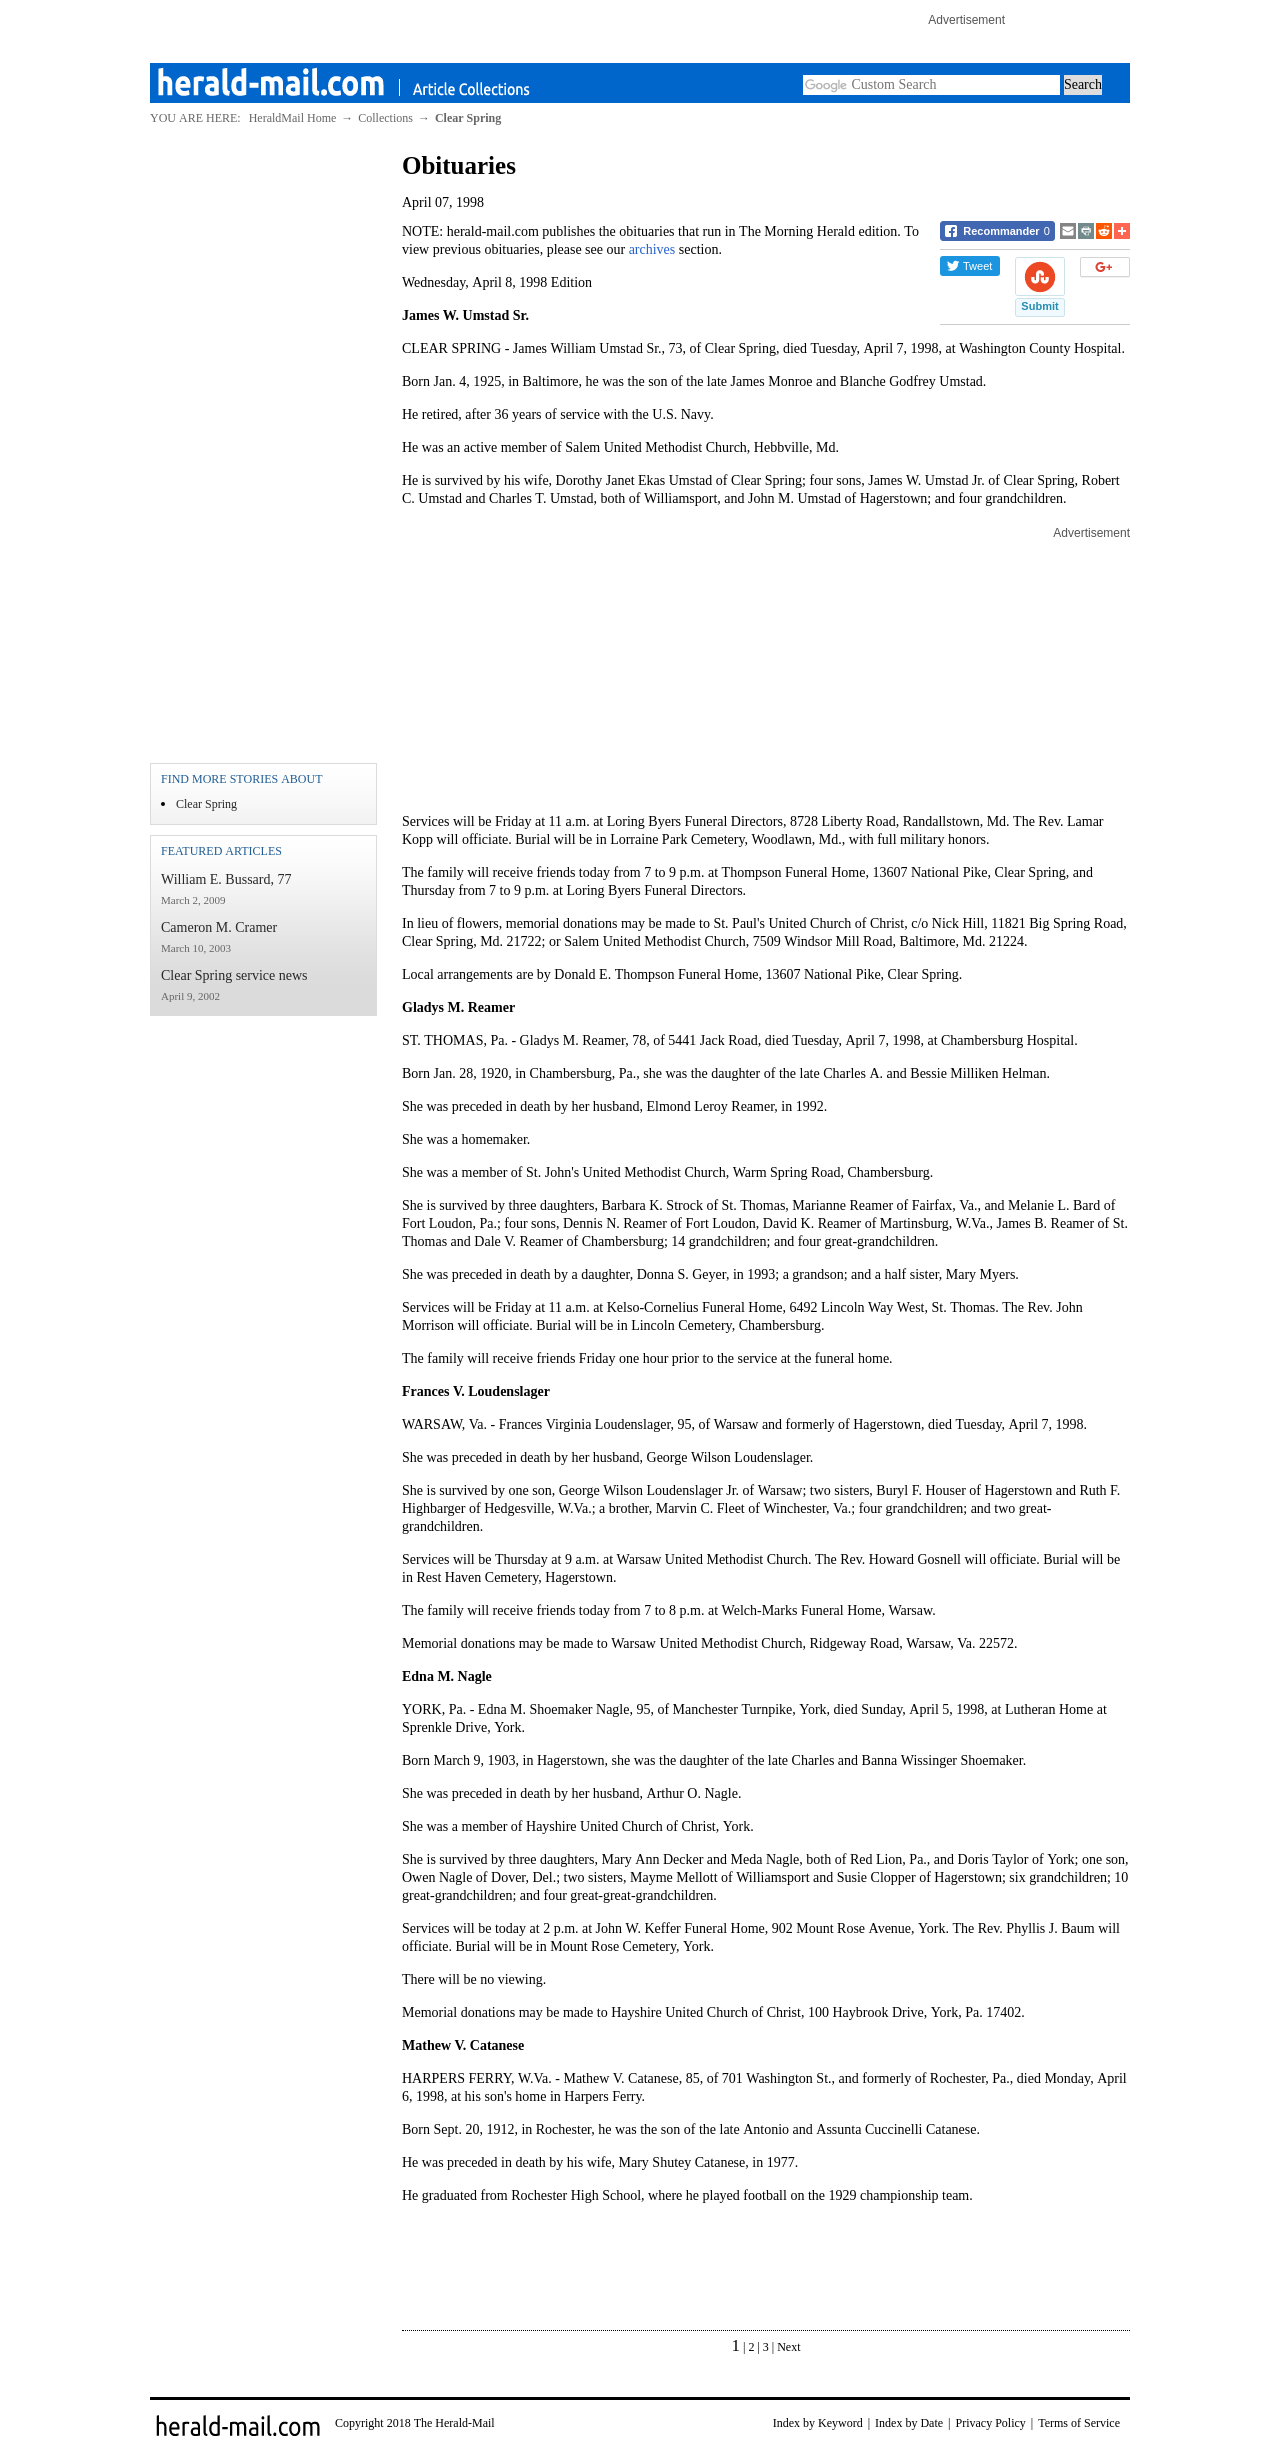 Advertisement
herald-mail.com | Article Collections
Google Custom Search Search
YOU ARE HERE: HeraldMail Home → Collections → Clear Spring
Obituaries
April 07, 1998
Recommander 0
Tweet
Submit
G+
NOTE: herald-mail.com publishes the obituaries that run in The Morning Herald edition. To
view previous obituaries, please see our archives section.
Wednesday, April 8, 1998 Edition
James W. Umstad Sr.
CLEAR SPRING - James William Umstad Sr., 73, of Clear Spring, died Tuesday, April 7, 1998, at Washington County Hospital.
Born Jan. 4, 1925, in Baltimore, he was the son of the late James Monroe and Blanche Godfrey Umstad.
He retired, after 36 years of service with the U.S. Navy.
He was an active member of Salem United Methodist Church, Hebbville, Md.
He is survived by his wife, Dorothy Janet Ekas Umstad of Clear Spring; four sons, James W. Umstad Jr. of Clear Spring, Robert
C. Umstad and Charles T. Umstad, both of Williamsport, and John M. Umstad of Hagerstown; and four grandchildren.
Advertisement
FIND MORE STORIES ABOUT
• Clear Spring
FEATURED ARTICLES
William E. Bussard, 77
March 2, 2009
Cameron M. Cramer
March 10, 2003
Clear Spring service news
April 9, 2002
Services will be Friday at 11 a.m. at Loring Byers Funeral Directors, 8728 Liberty Road, Randallstown, Md. The Rev. Lamar
Kopp will officiate. Burial will be in Lorraine Park Cemetery, Woodlawn, Md., with full military honors.
The family will receive friends today from 7 to 9 p.m. at Thompson Funeral Home, 13607 National Pike, Clear Spring, and
Thursday from 7 to 9 p.m. at Loring Byers Funeral Directors.
In lieu of flowers, memorial donations may be made to St. Paul's United Church of Christ, c/o Nick Hill, 11821 Big Spring Road,
Clear Spring, Md. 21722; or Salem United Methodist Church, 7509 Windsor Mill Road, Baltimore, Md. 21224.
Local arrangements are by Donald E. Thompson Funeral Home, 13607 National Pike, Clear Spring.
Gladys M. Reamer
ST. THOMAS, Pa. - Gladys M. Reamer, 78, of 5441 Jack Road, died Tuesday, April 7, 1998, at Chambersburg Hospital.
Born Jan. 28, 1920, in Chambersburg, Pa., she was the daughter of the late Charles A. and Bessie Milliken Helman.
She was preceded in death by her husband, Elmond Leroy Reamer, in 1992.
She was a homemaker.
She was a member of St. John's United Methodist Church, Warm Spring Road, Chambersburg.
She is survived by three daughters, Barbara K. Strock of St. Thomas, Marianne Reamer of Fairfax, Va., and Melanie L. Bard of
Fort Loudon, Pa.; four sons, Dennis N. Reamer of Fort Loudon, David K. Reamer of Martinsburg, W.Va., James B. Reamer of St.
Thomas and Dale V. Reamer of Chambersburg; 14 grandchildren; and four great-grandchildren.
She was preceded in death by a daughter, Donna S. Geyer, in 1993; a grandson; and a half sister, Mary Myers.
Services will be Friday at 11 a.m. at Kelso-Cornelius Funeral Home, 6492 Lincoln Way West, St. Thomas. The Rev. John
Morrison will officiate. Burial will be in Lincoln Cemetery, Chambersburg.
The family will receive friends Friday one hour prior to the service at the funeral home.
Frances V. Loudenslager
WARSAW, Va. - Frances Virginia Loudenslager, 95, of Warsaw and formerly of Hagerstown, died Tuesday, April 7, 1998.
She was preceded in death by her husband, George Wilson Loudenslager.
She is survived by one son, George Wilson Loudenslager Jr. of Warsaw; two sisters, Buryl F. Houser of Hagerstown and Ruth F.
Highbarger of Hedgesville, W.Va.; a brother, Marvin C. Fleet of Winchester, Va.; four grandchildren; and two great-
grandchildren.
Services will be Thursday at 9 a.m. at Warsaw United Methodist Church. The Rev. Howard Gosnell will officiate. Burial will be
in Rest Haven Cemetery, Hagerstown.
The family will receive friends today from 7 to 8 p.m. at Welch-Marks Funeral Home, Warsaw.
Memorial donations may be made to Warsaw United Methodist Church, Ridgeway Road, Warsaw, Va. 22572.
Edna M. Nagle
YORK, Pa. - Edna M. Shoemaker Nagle, 95, of Manchester Turnpike, York, died Sunday, April 5, 1998, at Lutheran Home at
Sprenkle Drive, York.
Born March 9, 1903, in Hagerstown, she was the daughter of the late Charles and Banna Wissinger Shoemaker.
She was preceded in death by her husband, Arthur O. Nagle.
She was a member of Hayshire United Church of Christ, York.
She is survived by three daughters, Mary Ann Decker and Meda Nagle, both of Red Lion, Pa., and Doris Taylor of York; one son,
Owen Nagle of Dover, Del.; two sisters, Mayme Mellott of Williamsport and Susie Clopper of Hagerstown; six grandchildren; 10
great-grandchildren; and four great-great-grandchildren.
Services will be today at 2 p.m. at John W. Keffer Funeral Home, 902 Mount Rose Avenue, York. The Rev. Phyllis J. Baum will
officiate. Burial will be in Mount Rose Cemetery, York.
There will be no viewing.
Memorial donations may be made to Hayshire United Church of Christ, 100 Haybrook Drive, York, Pa. 17402.
Mathew V. Catanese
HARPERS FERRY, W.Va. - Mathew V. Catanese, 85, of 701 Washington St., and formerly of Rochester, Pa., died Monday, April
6, 1998, at his son's home in Harpers Ferry.
Born Sept. 20, 1912, in Rochester, he was the son of the late Antonio and Assunta Cuccinelli Catanese.
He was preceded in death by his wife, Mary Shutey Catanese, in 1977.
He graduated from Rochester High School, where he played football on the 1929 championship team.
1 | 2 | 3 | Next
herald-mail.com Copyright 2018 The Herald-Mail Index by Keyword | Index by Date | Privacy Policy | Terms of Service